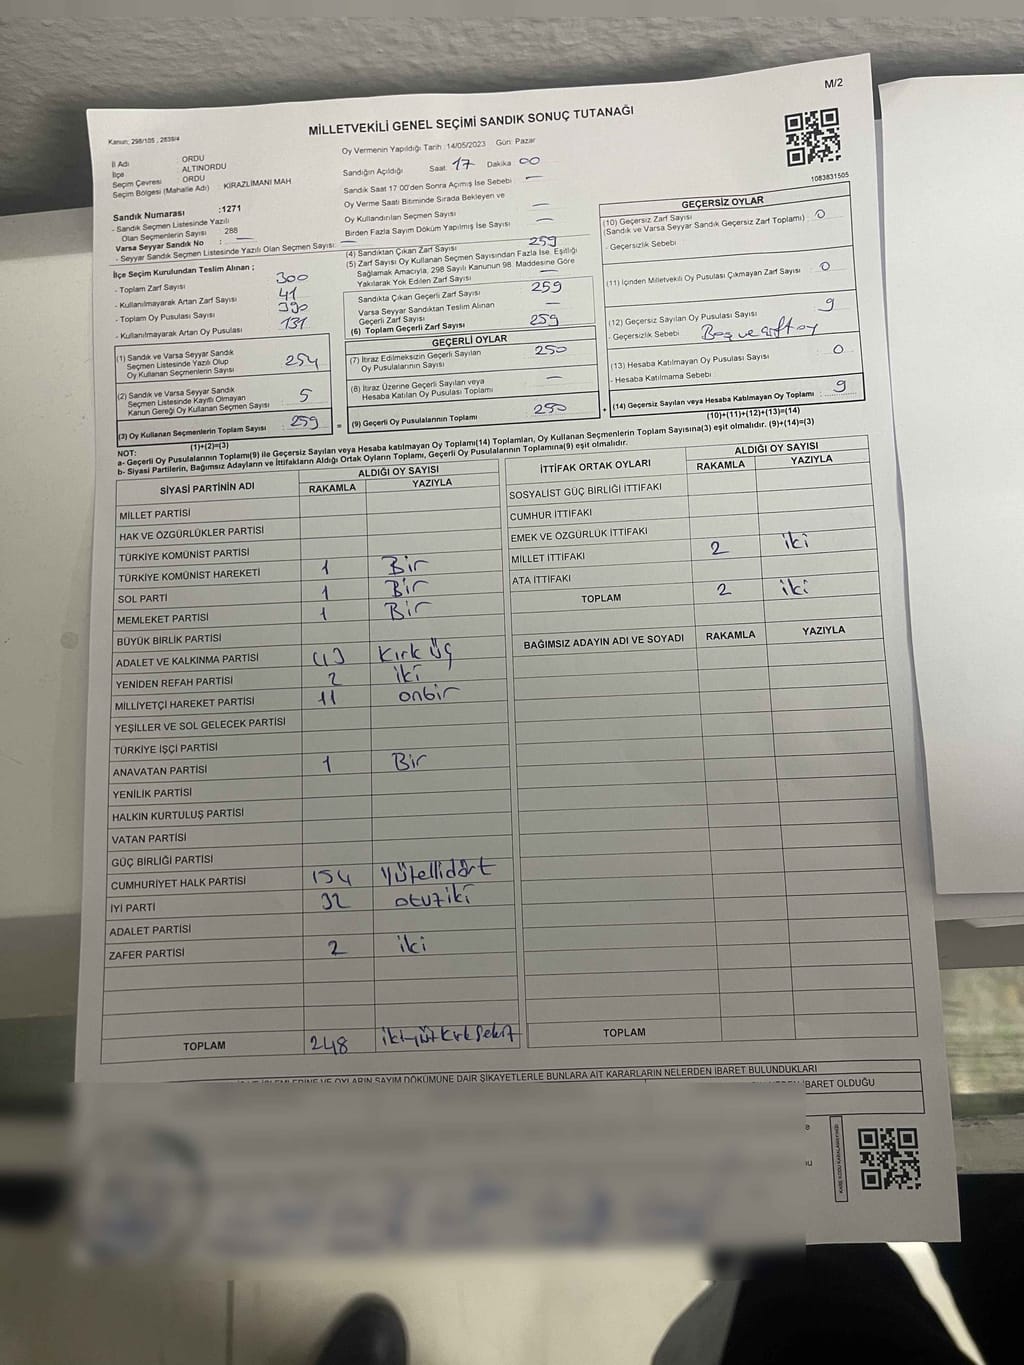 M/2
MİLLETVEKİLİ GENEL SEÇİMİ SANDIK SONUÇ TUTANAĞI
Kanun: 298/105 , 2839/4
Oy Vermenin Yapıldığı Tarih :14/05/2023 Gün: Pazar
İl Adı : ORDU
İlçe : ALTINORDU
Seçim Çevresi : ORDU
Seçim Bölgesi (Mahalle Adı) : KİRAZLİMANI MAH
Sandığın Açıldığı Saat 17 Dakika 00
Sandık Saat 17 00'den Sonra Açımış İse Sebebi : —
Oy Verme Saati Bitiminde Sırada Bekleyen ve
Oy Kullandırılan Seçmen Sayısı —
Birden Fazla Sayım Döküm Yapılmış İse Sayısı —
1083831505
Sandık Numarası :1271
- Sandık Seçmen Listesinde Yazılı
Olan Seçmenlerin Sayısı : 288
Varsa Seyyar Sandık No : —
- Seyyar Sandık Seçmen Listesinde Yazılı Olan Seçmen Sayısı: —
İlçe Seçim Kurulundan Teslim Alınan ;
- Toplam Zarf Sayısı 300
- Kullanılmayarak Artan Zarf Sayısı 41
- Toplam Oy Pusulası Sayısı 390
- Kullanılmayarak Artan Oy Pusulası 131
(1) Sandık ve Varsa Seyyar Sandık
Seçmen Listesinde Yazılı Olup
Oy Kullanan Seçmenlerin Sayısı : 254
(2) Sandık ve Varsa Seyyar Sandık
Seçmen Listesinde Kayıtlı Olmayan
Kanun Gereği Oy Kullanan Seçmen Sayısı : 5
(3) Oy Kullanan Seçmenlerin Toplam Sayısı : 259
(1)+(2)=(3)
(4) Sandıktan Çıkan Zarf Sayısı 259
(5) Zarf Sayısı Oy Kullanan Seçmen Sayısından Fazla İse, Eşitliği
Sağlamak Amacıyla, 298 Sayılı Kanunun 98. Maddesine Göre
Yakılarak Yok Edilen Zarf Sayısı —
Sandıkta Çıkan Geçerli Zarf Sayısı 259
Varsa Seyyar Sandıktan Teslim Alınan
Geçerli Zarf Sayısı —
(6) Toplam Geçerli Zarf Sayısı 259
GEÇERLİ OYLAR
(7) İtiraz Edilmeksizin Geçerli Sayılan
Oy Pusulalarının Sayısı 250
(8) İtiraz Üzerine Geçerli Sayılan veya
Hesaba Katılan Oy Pusulası Toplamı —
= (9) Geçerli Oy Pusulalarının Toplamı 250
GEÇERSİZ OYLAR
(10) Geçersiz Zarf Sayısı 0
(Sandık ve Varsa Seyyar Sandık Geçersiz Zarf Toplamı) :
- Geçersizlik Sebebi
(11) İçinden Milletvekili Oy Pusulası Çıkmayan Zarf Sayısı 0
(12) Geçersiz Sayılan Oy Pusulası Sayısı 9
- Geçersizlik Sebebi : Boş ve çift oy
(13) Hesaba Katılmayan Oy Pusulası Sayısı 0
- Hesaba Katılmama Sebebi :
+ (14) Geçersiz Sayılan veya Hesaba Katılmayan Oy Toplamı : 9
(10)+(11)+(12)+(13)=(14)
NOT:
a- Geçerli Oy Pusulalarının Toplamı(9) ile Geçersiz Sayılan veya Hesaba katılmayan Oy Toplamı(14) Toplamları, Oy Kullanan Seçmenlerin Toplam Sayısına(3) eşit olmalıdır. (9)+(14)=(3)
b- Siyasi Partilerin, Bağımsız Adayların ve İttifakların Aldığı Ortak Oyların Toplamı, Geçerli Oy Pusulalarının Toplamına(9) eşit olmalıdır.
SİYASİ PARTİNİN ADI ALDIĞI OY SAYISI
RAKAMLA YAZIYLA
MİLLET PARTİSİ
HAK VE ÖZGÜRLÜKLER PARTİSİ
TÜRKİYE KOMÜNİST PARTİSİ
TÜRKİYE KOMÜNİST HAREKETİ 1 Bir
SOL PARTİ 1 Bir
MEMLEKET PARTİSİ 1 Bir
BÜYÜK BİRLİK PARTİSİ
ADALET VE KALKINMA PARTİSİ 43 Kırk üç
YENİDEN REFAH PARTİSİ 2 iki
MİLLİYETÇİ HAREKET PARTİSİ 11 onbir
YEŞİLLER VE SOL GELECEK PARTİSİ
TÜRKİYE İŞÇİ PARTİSİ
ANAVATAN PARTİSİ 1 Bir
YENİLİK PARTİSİ
HALKIN KURTULUŞ PARTİSİ
VATAN PARTİSİ
GÜÇ BİRLİĞİ PARTİSİ
CUMHURİYET HALK PARTİSİ 154 Yüzellidört
İYİ PARTİ 32 otuziki
ADALET PARTİSİ
ZAFER PARTİSİ 2 iki
TOPLAM 248 ikiyüzkırksekiz
İTTİFAK ORTAK OYLARI ALDIĞI OY SAYISI
RAKAMLA YAZIYLA
SOSYALİST GÜÇ BİRLİĞİ İTTİFAKI
CUMHUR İTTİFAKI
EMEK VE ÖZGÜRLÜK İTTİFAKI
MİLLET İTTİFAKI 2 iki
ATA İTTİFAKI
TOPLAM 2 iki
BAĞIMSIZ ADAYIN ADI VE SOYADI RAKAMLA YAZIYLA
TOPLAM
VE OYLARIN SAYIM DÖKÜMÜNE DAİR ŞİKAYETLERLE BUNLARA AİT KARARLARIN NELERDEN İBARET BULUNDUKLARI
İBARET OLDUĞU